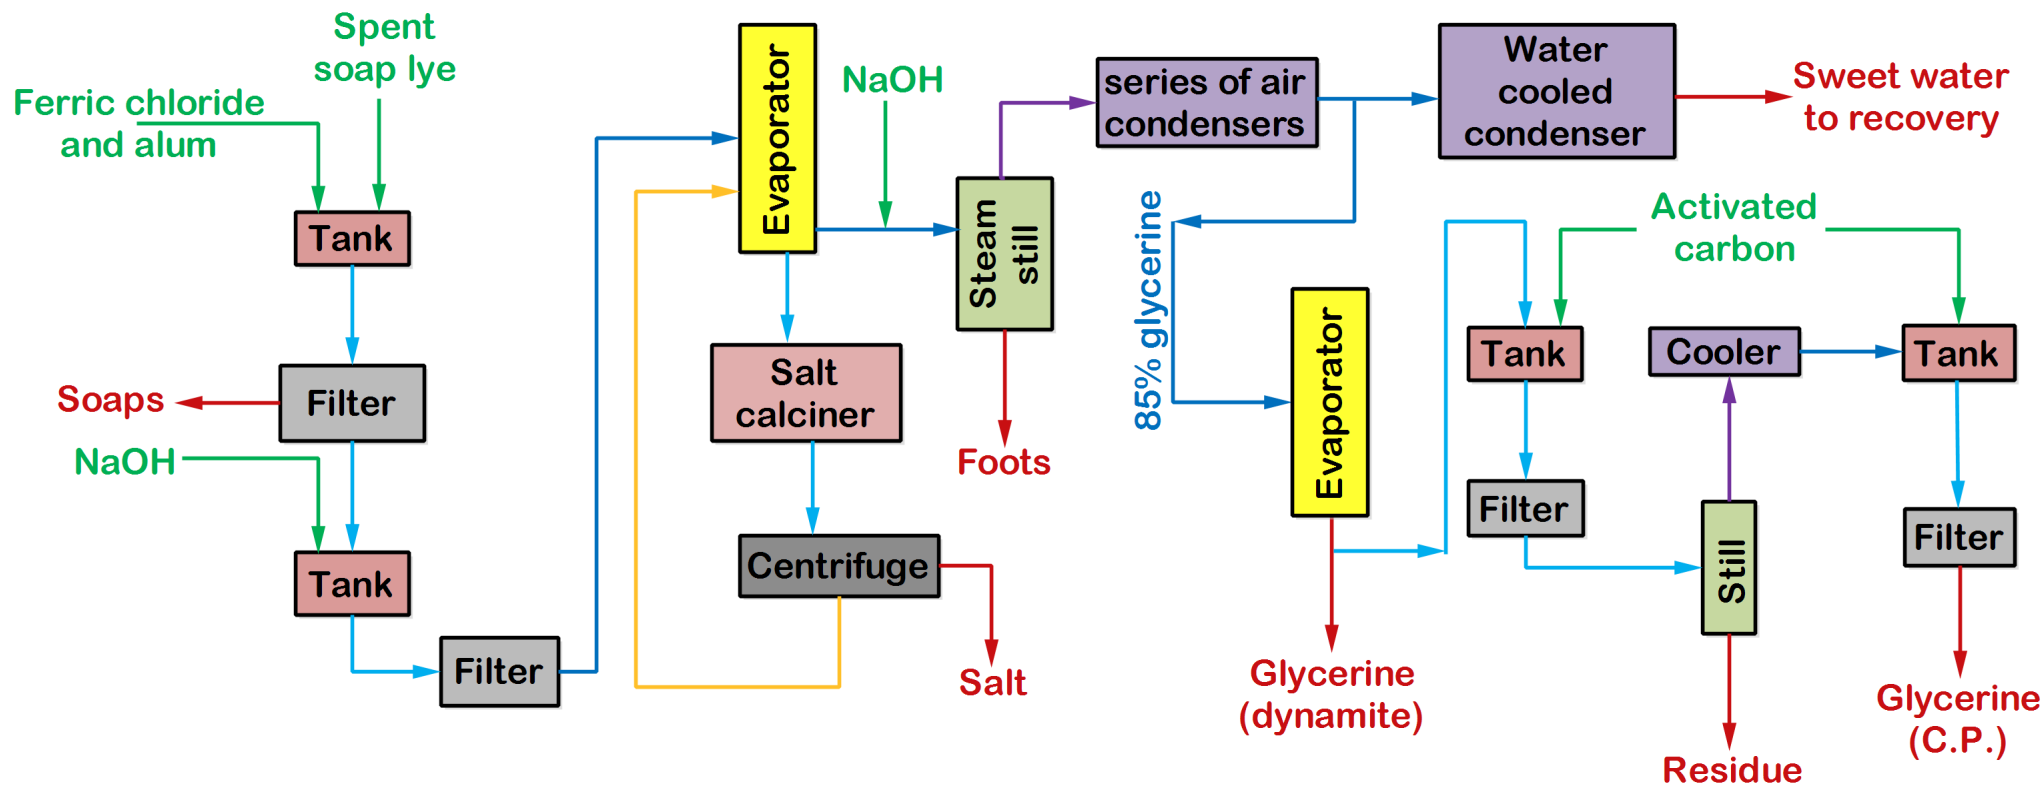 Spent
soap lye
Ferric chloride
and alum
Tank
Filter
Soaps
NaOH
Tank
Filter
Evaporator
NaOH
Steam
still
Salt
calciner
Centrifuge
Salt
Foots
series of air
condensers
Water
cooled
condenser
Sweet water
to recovery
85% glycerine
Evaporator
Glycerine
(dynamite)
Activated
carbon
Tank
Filter
Still
Residue
Cooler
Tank
Filter
Glycerine
(C.P.)